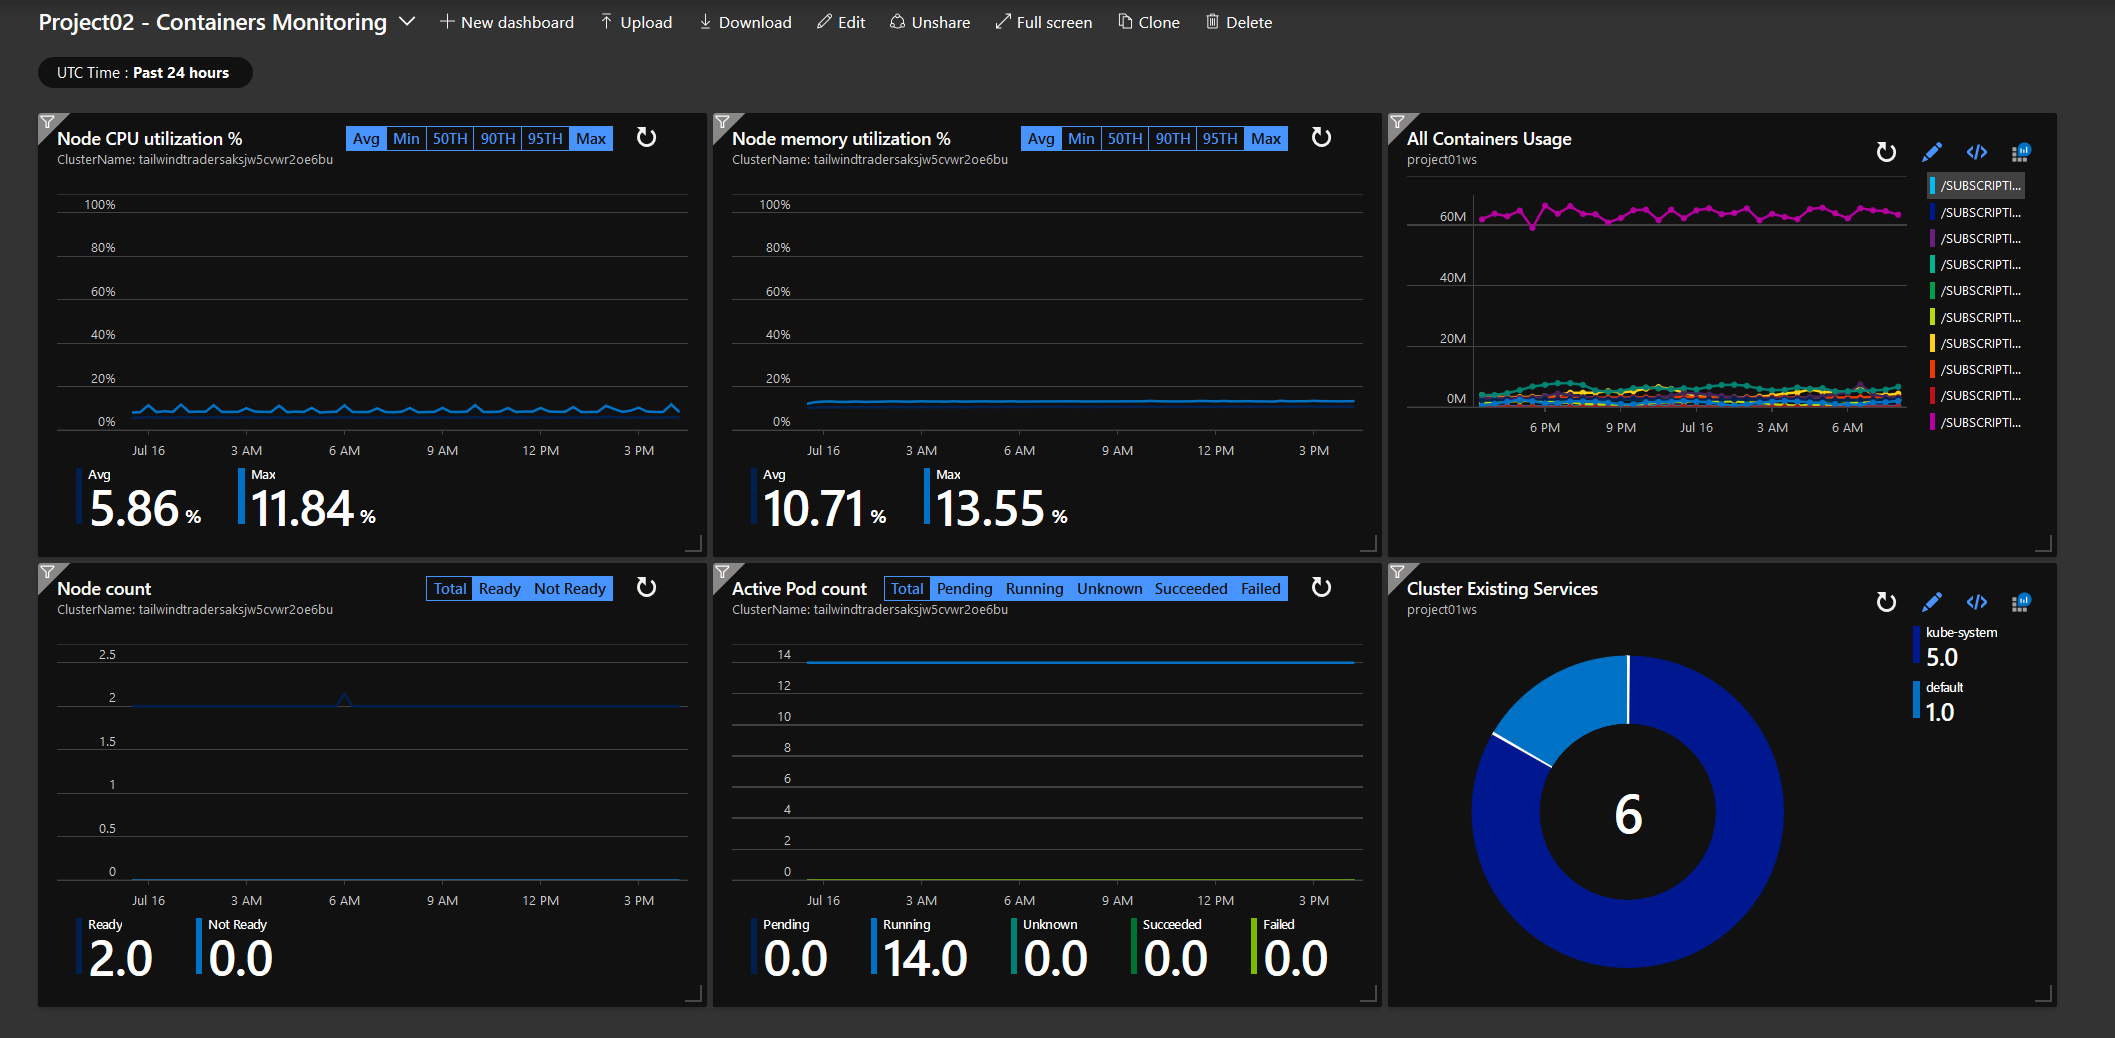 Project02 - Containers Monitoring
New dashboard Upload Download Edit Unshare Full screen Clone Delete
UTC Time : Past 24 hours
Node CPU utilization %
ClusterName: tailwindtradersaksjw5cvwr2oe6bu
Avg Min 50TH 90TH 95TH Max
100%
80%
60%
40%
20%
0%
Jul 16 3 AM 6 AM 9 AM 12 PM 3 PM
Avg
5.86 %
Max
11.84 %
Node memory utilization %
ClusterName: tailwindtradersaksjw5cvwr2oe6bu
Avg Min 50TH 90TH 95TH Max
100%
80%
60%
40%
20%
0%
Jul 16 3 AM 6 AM 9 AM 12 PM 3 PM
Avg
10.71 %
Max
13.55 %
All Containers Usage
project01ws
60M
40M
20M
0M
6 PM 9 PM Jul 16 3 AM 6 AM
/SUBSCRIPTI...
/SUBSCRIPTI...
/SUBSCRIPTI...
/SUBSCRIPTI...
/SUBSCRIPTI...
/SUBSCRIPTI...
/SUBSCRIPTI...
/SUBSCRIPTI...
/SUBSCRIPTI...
/SUBSCRIPTI...
Node count
ClusterName: tailwindtradersaksjw5cvwr2oe6bu
Total Ready Not Ready
2.5
2
1.5
1
0.5
0
Jul 16 3 AM 6 AM 9 AM 12 PM 3 PM
Ready
2.0
Not Ready
0.0
Active Pod count
ClusterName: tailwindtradersaksjw5cvwr2oe6bu
Total Pending Running Unknown Succeeded Failed
14
12
10
8
6
4
2
0
Jul 16 3 AM 6 AM 9 AM 12 PM 3 PM
Pending
0.0
Running
14.0
Unknown
0.0
Succeeded
0.0
Failed
0.0
Cluster Existing Services
project01ws
kube-system
5.0
default
1.0
6